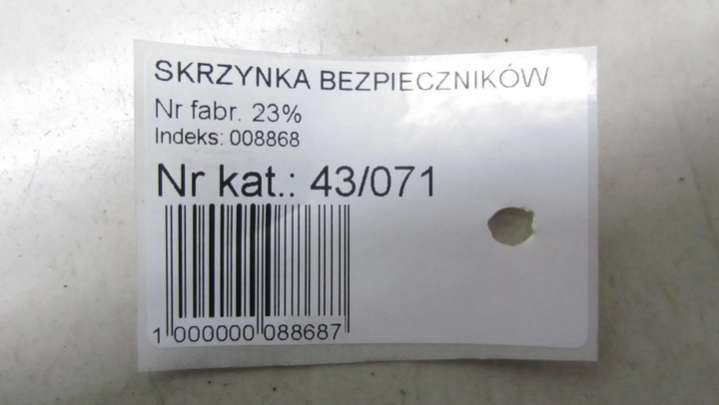 SKRZYNKA BEZPIECZNIKÓW
Nr fabr. 23%
Indeks: 008868
Nr kat.: 43/071
1 000000 088687